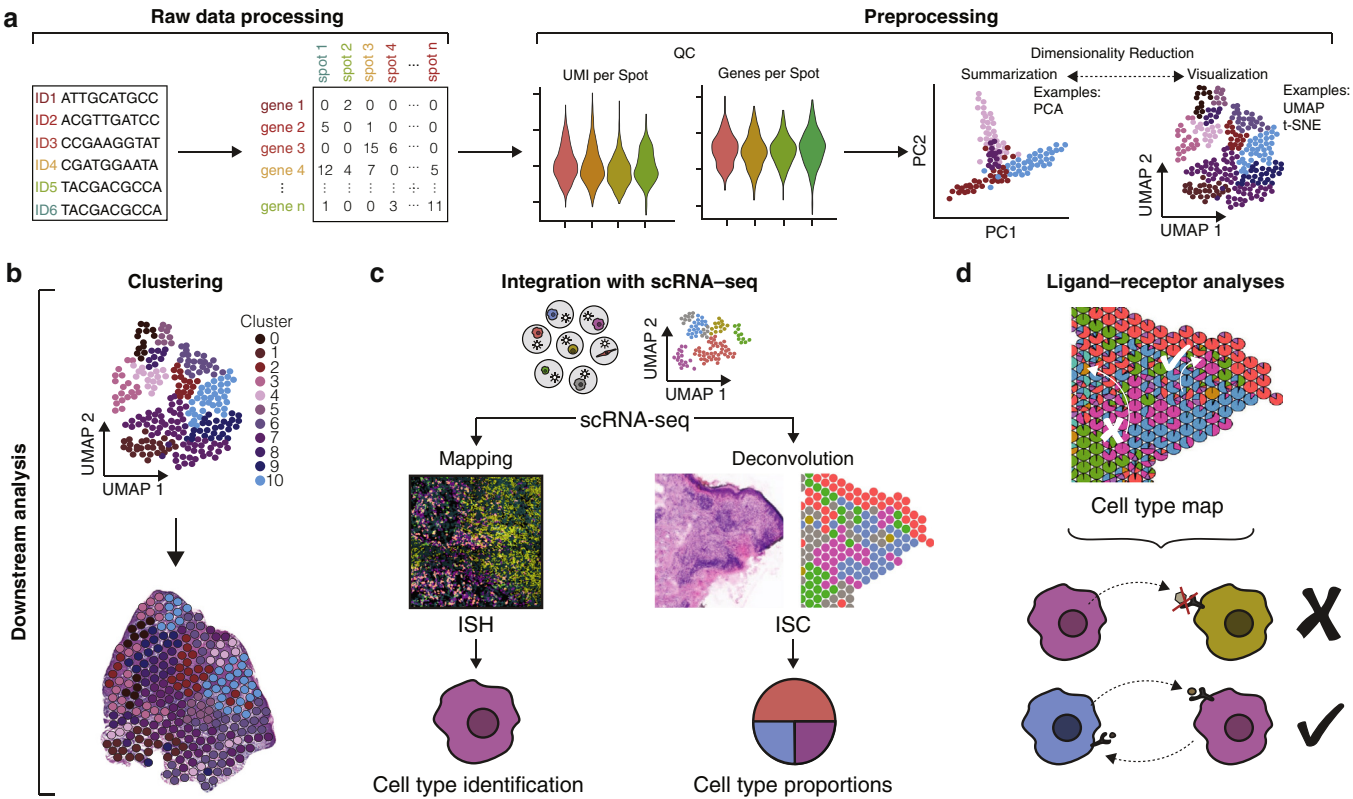 a
Raw data processing
Preprocessing
ID1 ATTGCATGCC
ID2 ACGTTGATCC
ID3 CCGAAGGTAT
ID4 CGATGGAATA
ID5 TACGACGCCA
ID6 TACGACGCCA
spot 1 spot 2 spot 3 spot 4 ... spot n
gene 1 0 2 0 0 ... 0
gene 2 5 0 1 ... 0
gene 3 0 0 15 6 ... 0
gene 4 12 4 7 0 ... 5
⋮ ⋮ ⋮ ⋮ ⋮ ⋮
gene n 1 0 0 3 ... 11
QC
UMI per Spot
Genes per Spot
Dimensionality Reduction
Summarization
Visualization
Examples:
PCA
PC2
PC1
Examples:
UMAP
t-SNE
UMAP 2
UMAP 1
Downstream analysis
b
Clustering
Cluster
0
1
2
3
4
5
6
7
8
9
10
UMAP 2
UMAP 1
c
Integration with scRNA–seq
UMAP 2
UMAP 1
scRNA-seq
Mapping
Deconvolution
ISH
ISC
Cell type identification
Cell type proportions
d
Ligand–receptor analyses
Cell type map